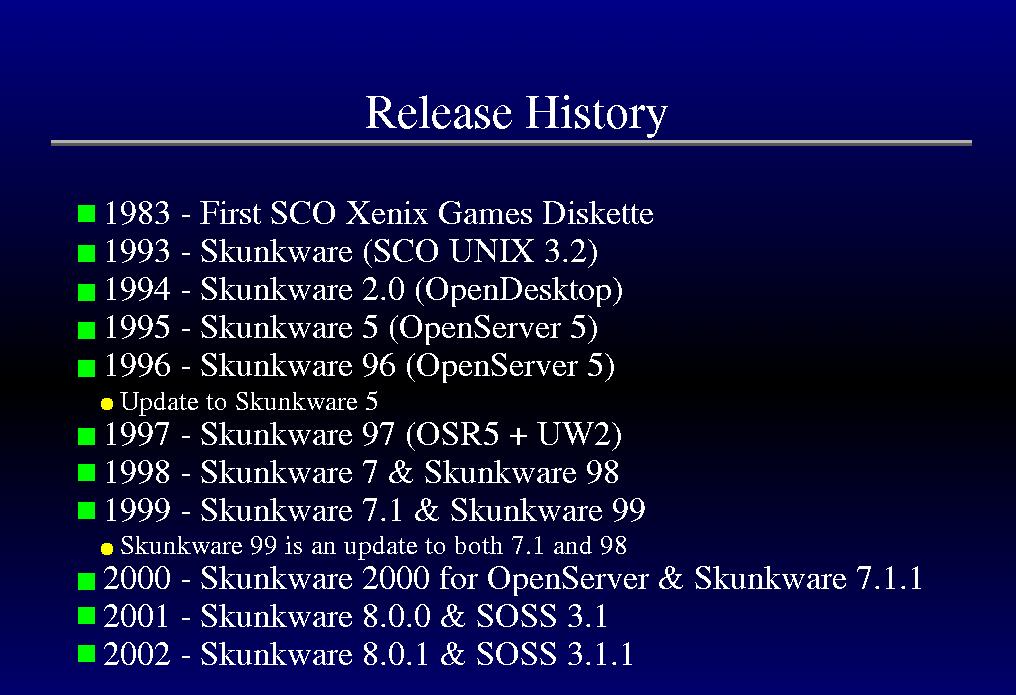 Release History
1983 - First SCO Xenix Games Diskette
1993 - Skunkware (SCO UNIX 3.2)
1994 - Skunkware 2.0 (OpenDesktop)
1995 - Skunkware 5 (OpenServer 5)
1996 - Skunkware 96 (OpenServer 5)
Update to Skunkware 5
1997 - Skunkware 97 (OSR5 + UW2)
1998 - Skunkware 7 & Skunkware 98
1999 - Skunkware 7.1 & Skunkware 99
Skunkware 99 is an update to both 7.1 and 98
2000 - Skunkware 2000 for OpenServer & Skunkware 7.1.1
2001 - Skunkware 8.0.0 & SOSS 3.1
2002 - Skunkware 8.0.1 & SOSS 3.1.1